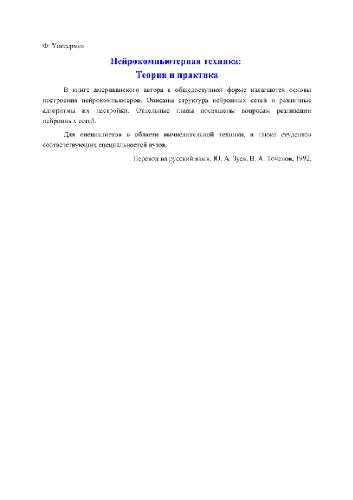 Ф. Уоссермен
Нейрокомпьютерная техника:
Теория и практика
В книге американского автора в общедоступной форме излагаются основы
построения нейрокомпьютеров. Описаны структура нейронных сетей и различные
алгоритмы их настройки. Отдельные главы посвящены вопросам реализации
нейронных сетей.
Для специалистов в области вычислительной техники, а также студентов
соответствующих специальностей вузов.
Перевод на русский язык, Ю. А. Зуев, В. А. Точенов, 1992.